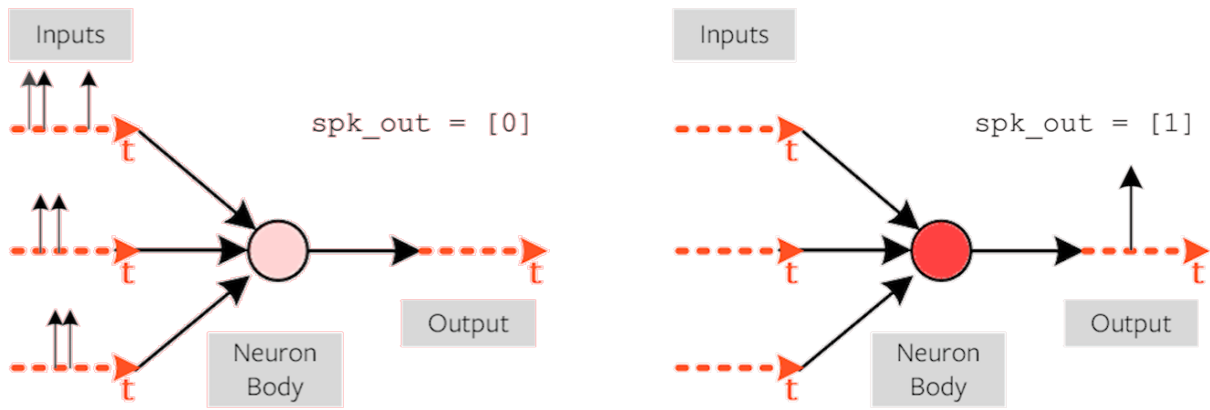 Inputs
spk_out = [0]
t
t
t
t
Output
Neuron
Body
Inputs
spk_out = [1]
t
t
t
t
Output
Neuron
Body